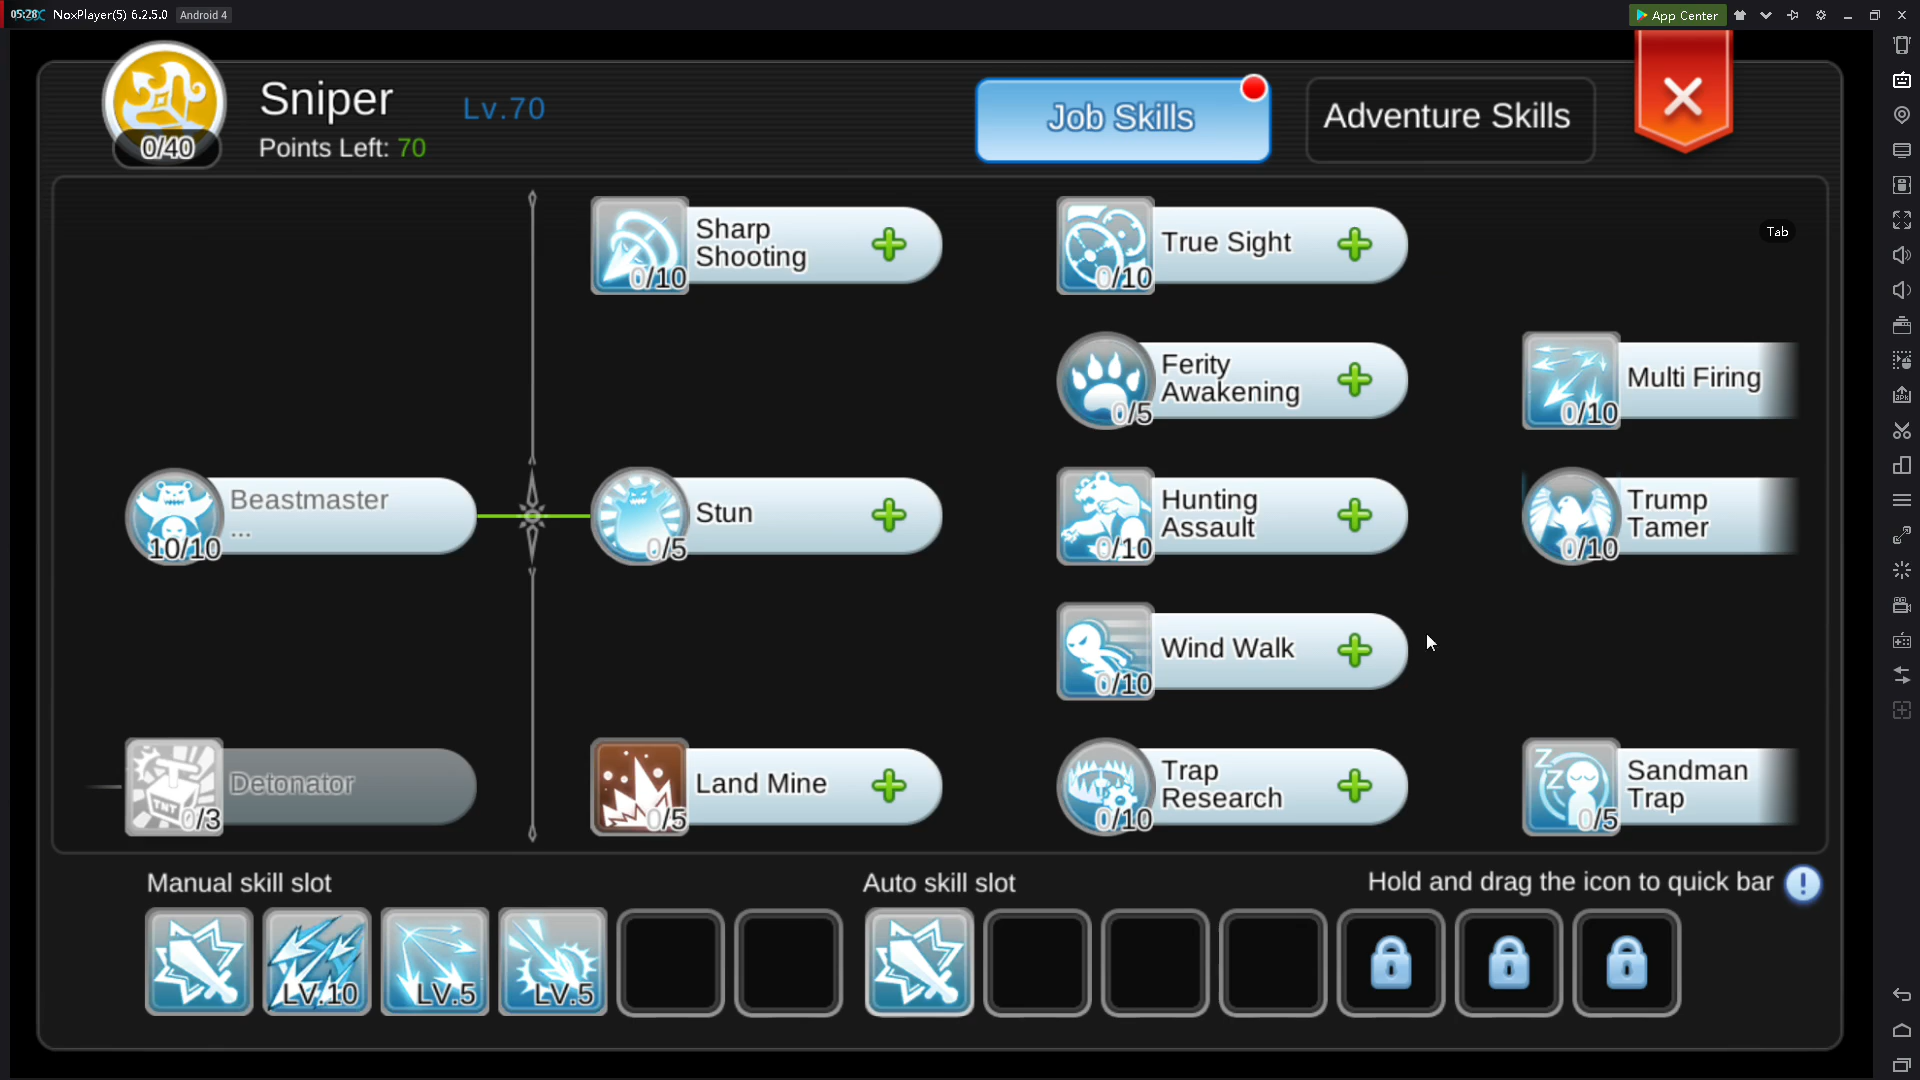 05:28
NoxPlayer(5) 6.2.5.0 Android 4
App Center
Sniper Lv.70
Points Left: 70
0/40
Job Skills
Adventure Skills
Tab
Sharp
Shooting
0/10
True Sight
0/10
Ferity
Awakening
0/5
Multi Firing
0/10
Beastmaster
...
10/10
Stun
0/5
Hunting
Assault
0/10
Trump
Tamer
0/10
Wind Walk
0/10
Detonator
TNT
0/3
Land Mine
0/5
Trap
Research
0/10
Sandman
Trap
Z
Z
0/5
Manual skill slot
Auto skill slot
Hold and drag the icon to quick bar
LV.10
LV.5
LV.5